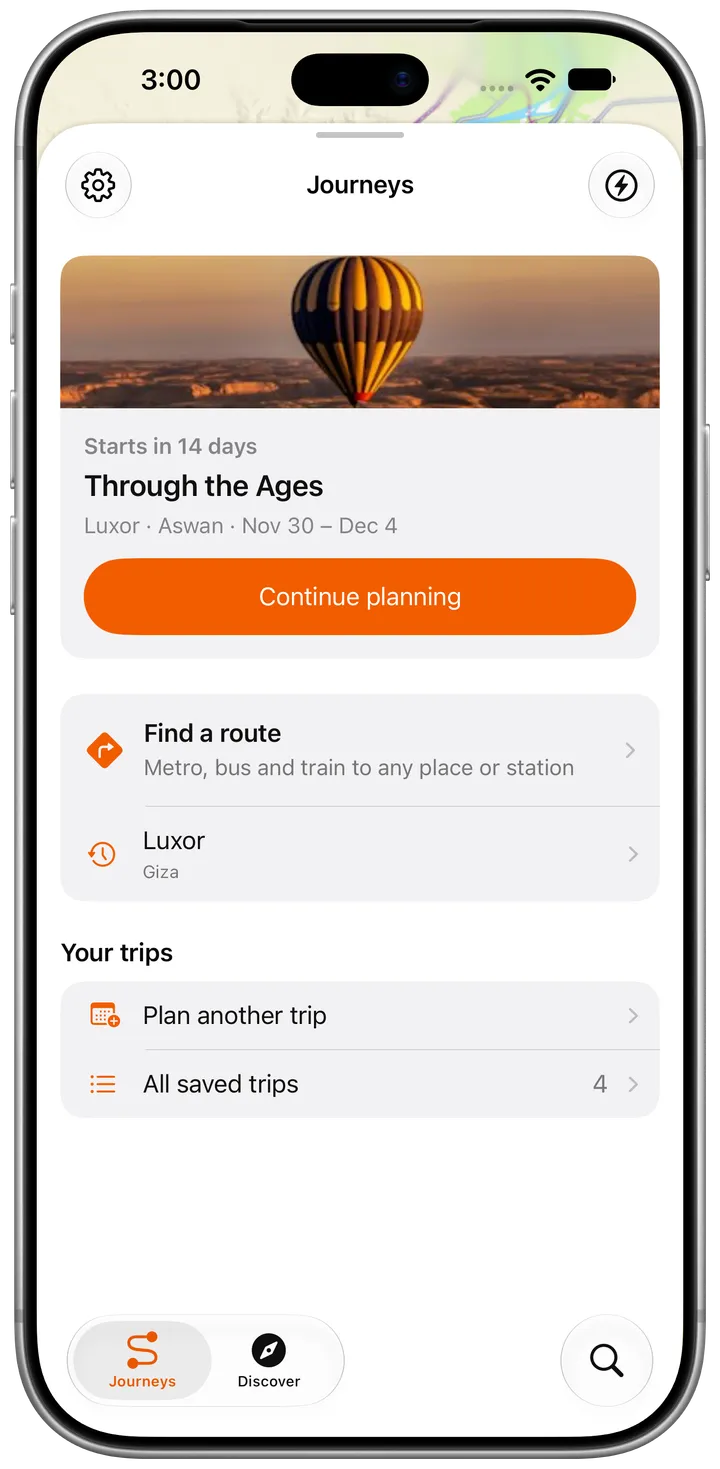 3:00
Journeys
Starts in 14 days
Through the Ages
Luxor · Aswan · Nov 30 – Dec 4
Continue planning
Find a route
Metro, bus and train to any place or station
Luxor
Giza
Your trips
Plan another trip
All saved trips 4
Journeys Discover